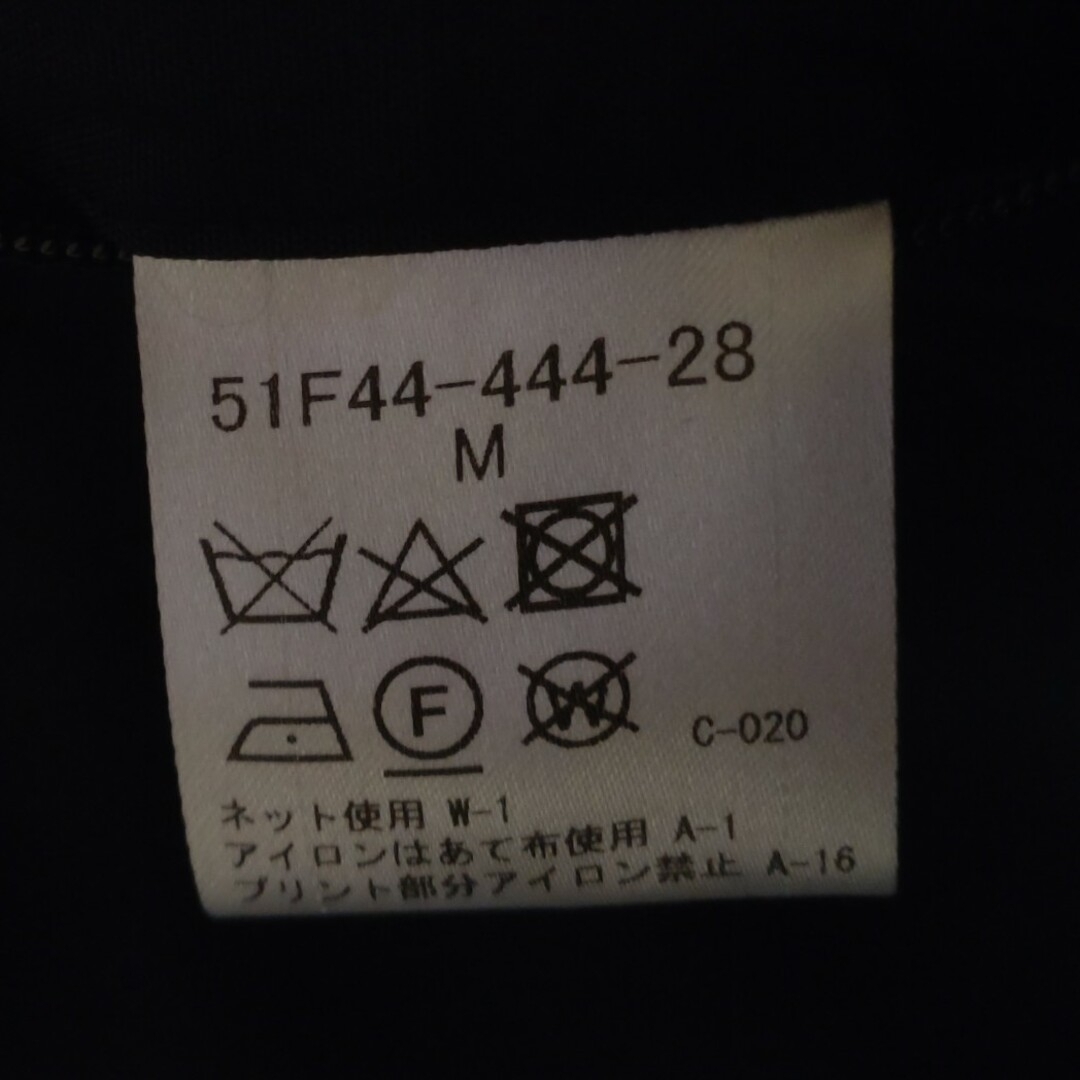 51F44-444-28
M
F
W
C-020
ネット使用 W-1
アイロンはあて布使用 A-1
プリント部分アイロン禁止 A-16